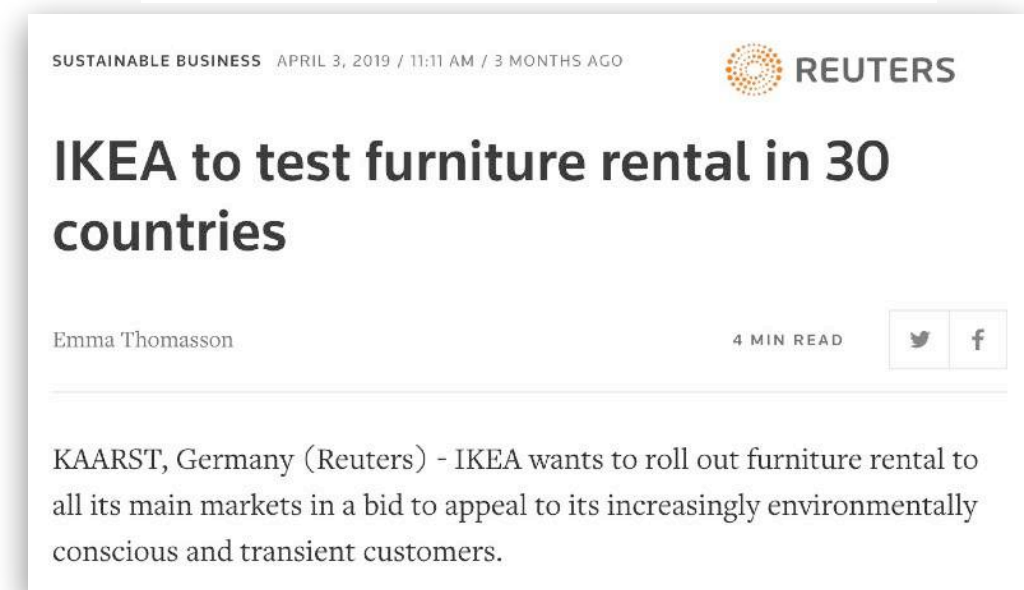 SUSTAINABLE BUSINESS APRIL 3, 2019 / 11:11 AM / 3 MONTHS AGO
REUTERS
IKEA to test furniture rental in 30
countries
Emma Thomasson
4 MIN READ
KAARST, Germany (Reuters) - IKEA wants to roll out furniture rental to
all its main markets in a bid to appeal to its increasingly environmentally
conscious and transient customers.